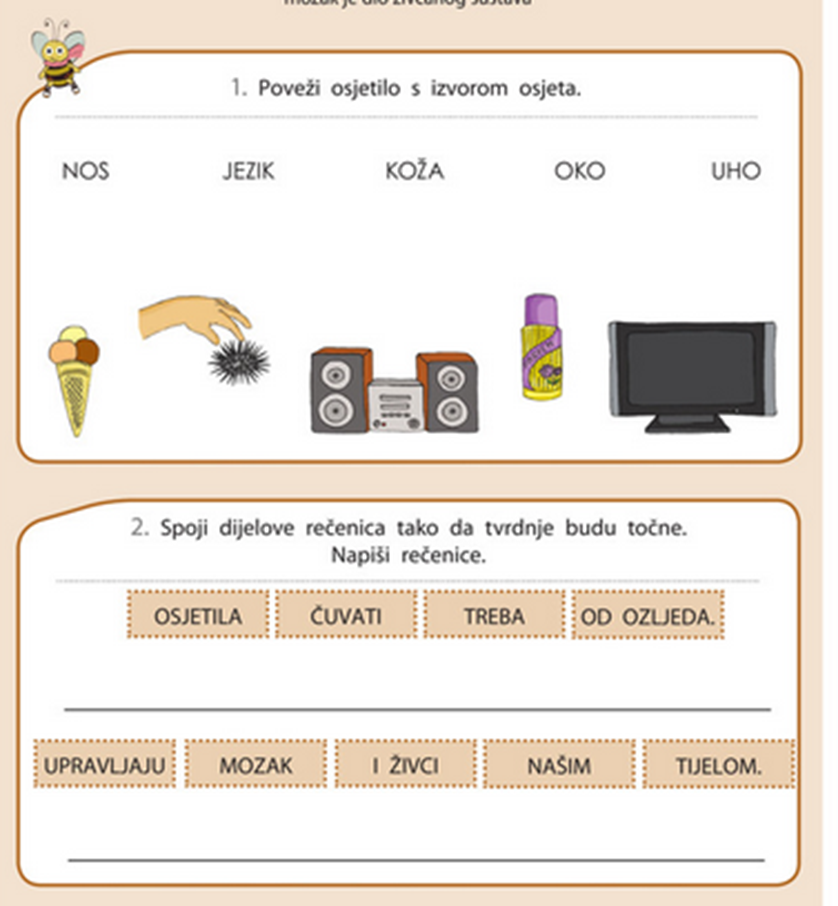 mozak je dio živčanog sustava
1. Poveži osjetilo s izvorom osjeta.
NOS JEZIK KOŽA OKO UHO
2. Spoji dijelove rečenica tako da tvrdnje budu točne.
Napiši rečenice.
OSJETILA ČUVATI TREBA OD OZLJEDA.
UPRAVLJAJU MOZAK I ŽIVCI NAŠIM TIJELOM.